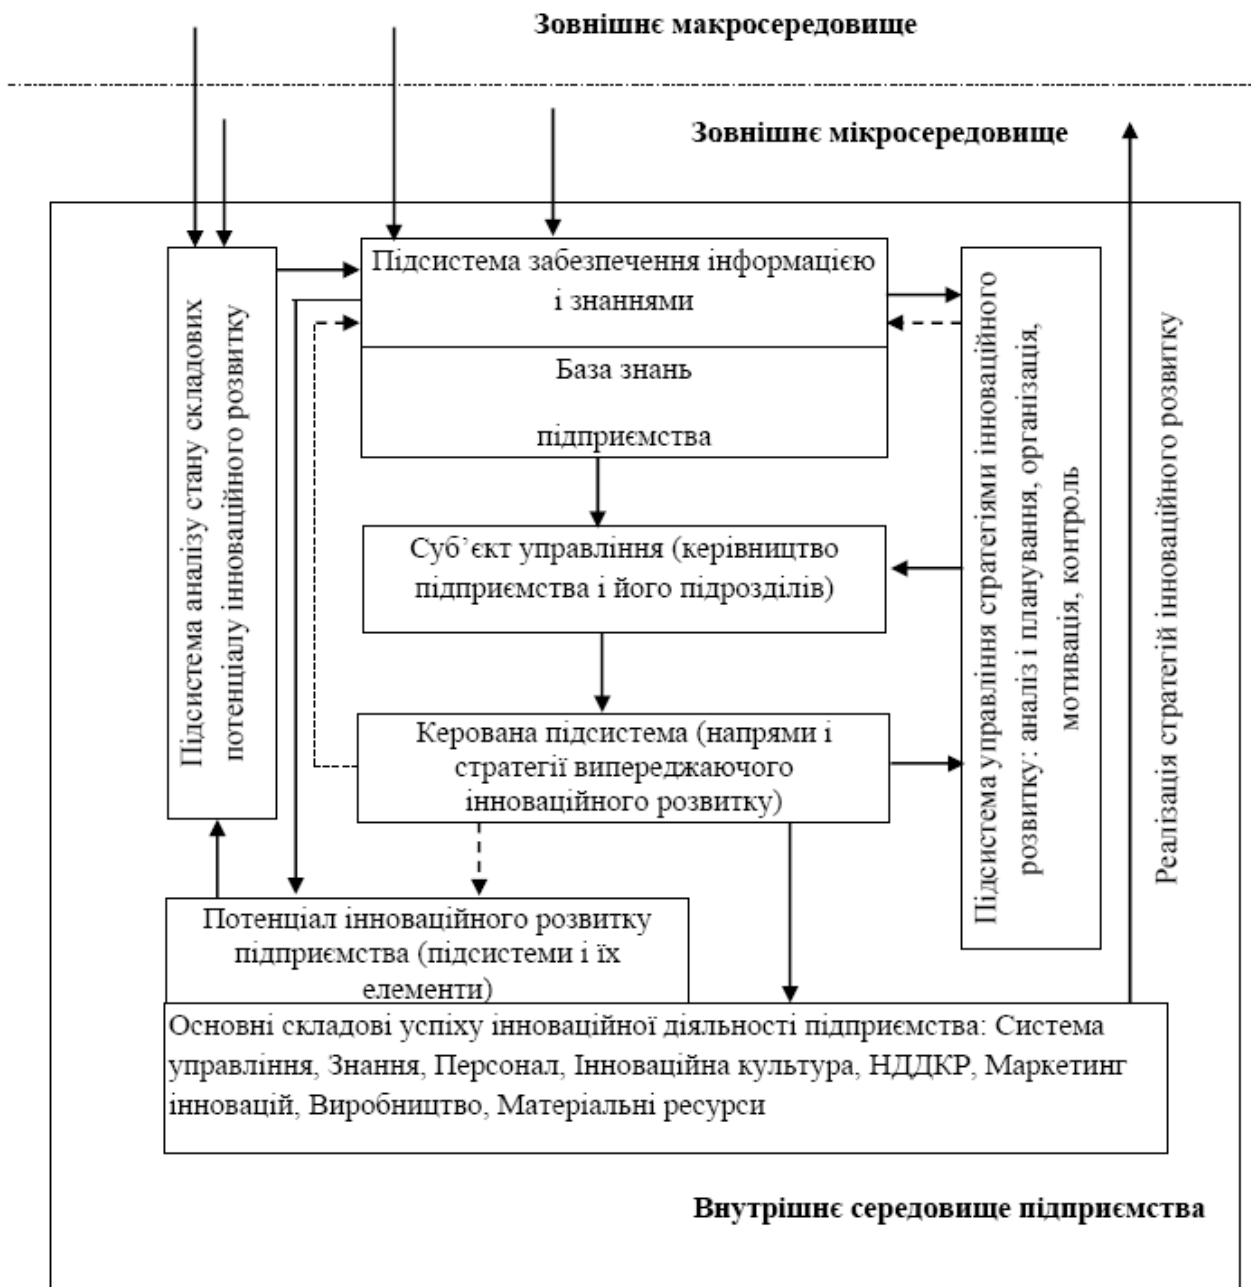 Зовнішнє макросередовище
Зовнішнє мікросередовище
Підсистема аналізу стану складових
потенціалу інноваційного розвитку
Підсистема забезпечення інформацією
і знаннями
База знань
підприємства
Суб’єкт управління (керівництво
підприємства і його підрозділів)
Керована підсистема (напрями і
стратегії випереджаючого
інноваційного розвитку)
Підсистема управління стратегіями інноваційного
розвитку: аналіз і планування, організація,
мотивація, контроль
Реалізація стратегій інноваційного розвитку
Потенціал інноваційного розвитку
підприємства (підсистеми і їх
елементи)
Основні складові успіху інноваційної діяльності підприємства: Система
управління, Знання, Персонал, Інноваційна культура, НДДКР, Маркетинг
інновацій, Виробництво, Матеріальні ресурси
Внутрішнє середовище підприємства